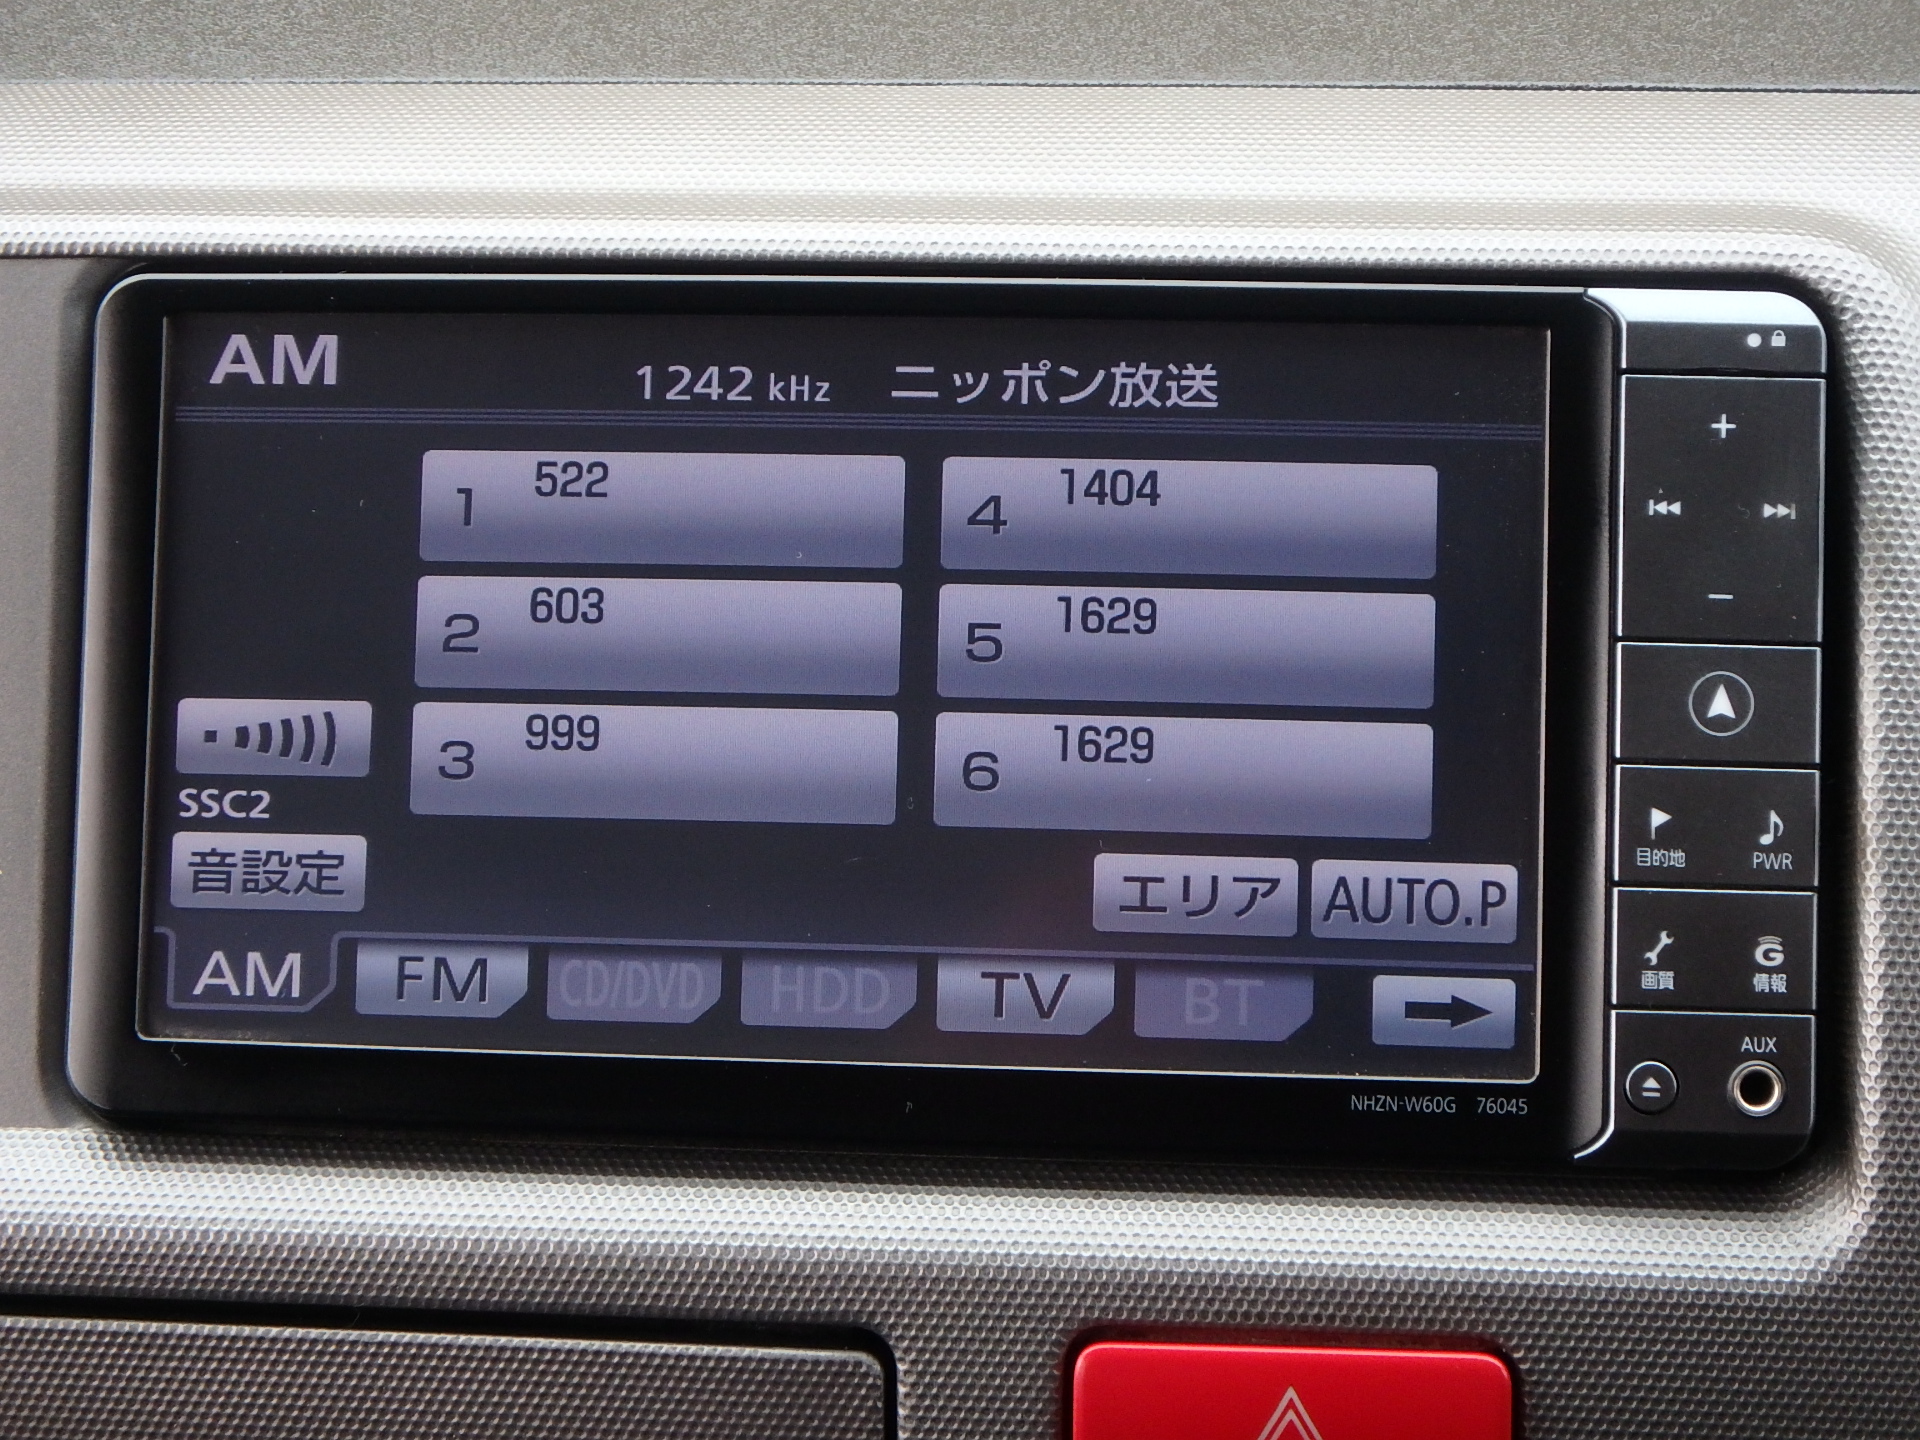 AM
1242 kHz ニッポン放送
1 522
4 1404
2 603
5 1629
3 999
6 1629
SSC2
音設定
エリア AUTO.P
AM FM CD/DVD HDD TV BT
NHZN-W60G 76045
+
−
目的地 PWR
画質 G情報
AUX